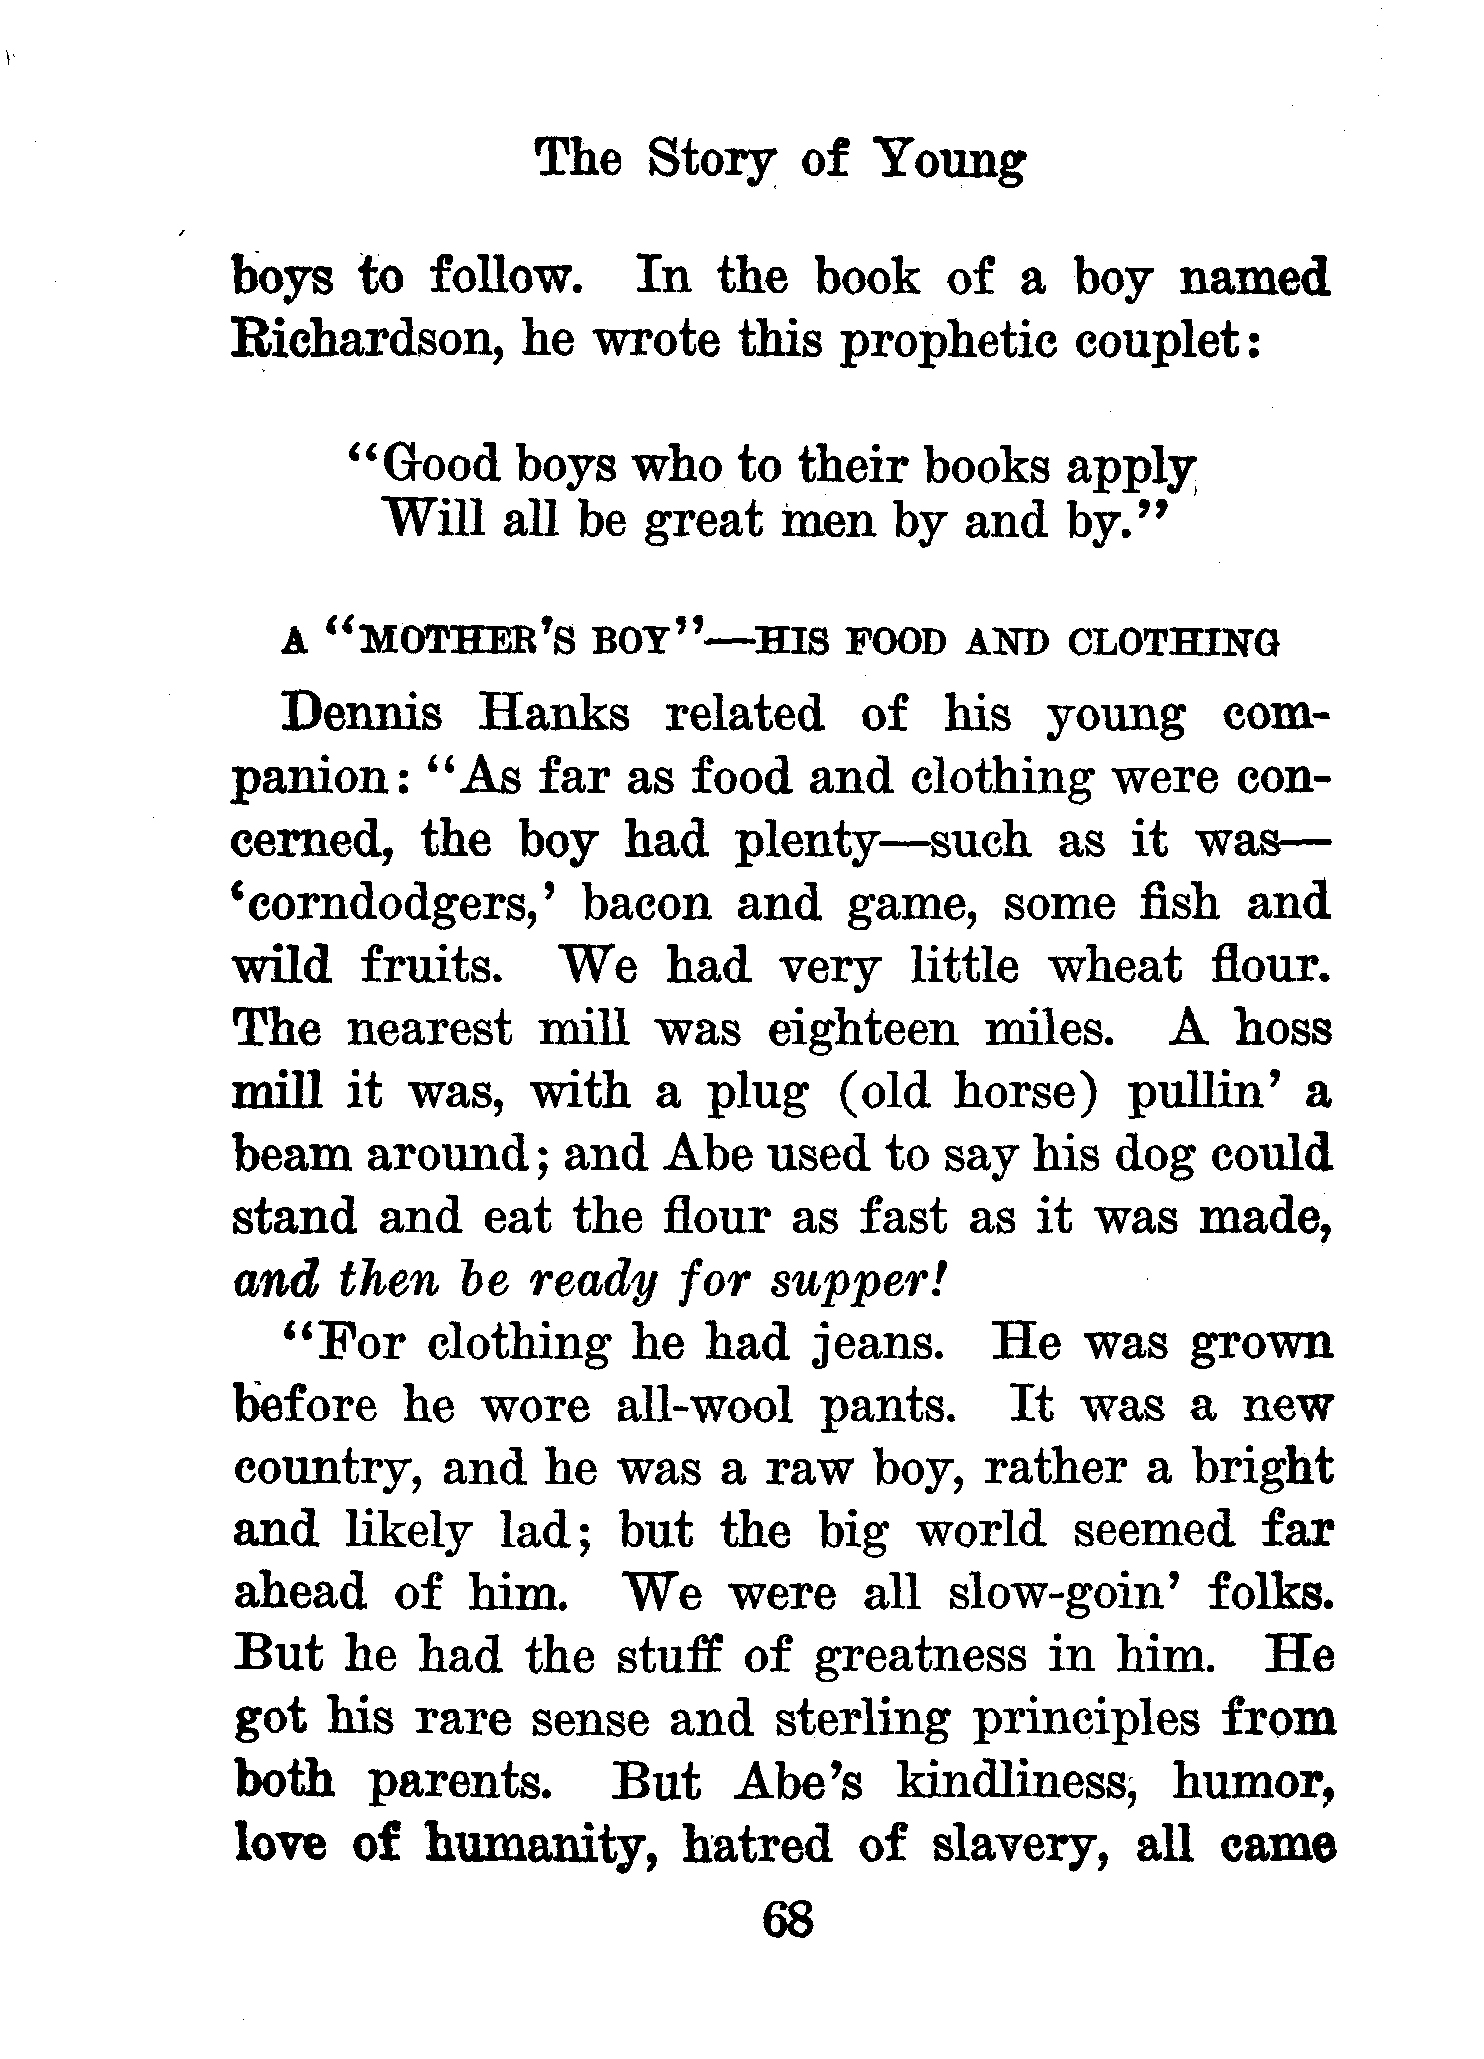 The Story of Young
boys to follow. In the book of a boy named
Richardson, he wrote this prophetic couplet:
“Good boys who to their books apply
Will all be great men by and by.”
A “MOTHER’S BOY”—HIS FOOD AND CLOTHING
Dennis Hanks related of his young com-
panion: “As far as food and clothing were con-
cerned, the boy had plenty—such as it was—
‘corndodgers,’ bacon and game, some fish and
wild fruits. We had very little wheat flour.
The nearest mill was eighteen miles. A hoss
mill it was, with a plug (old horse) pullin’ a
beam around; and Abe used to say his dog could
stand and eat the flour as fast as it was made,
and then be ready for supper!
“For clothing he had jeans. He was grown
before he wore all-wool pants. It was a new
country, and he was a raw boy, rather a bright
and likely lad; but the big world seemed far
ahead of him. We were all slow-goin’ folks.
But he had the stuff of greatness in him. He
got his rare sense and sterling principles from
both parents. But Abe’s kindliness, humor,
love of humanity, hatred of slavery, all came
68